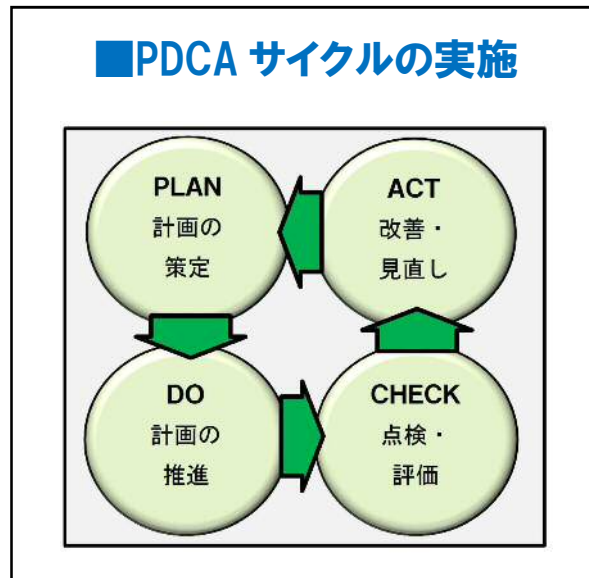 ■PDCA サイクルの実施
PLAN
計画の
策定
ACT
改善・
見直し
DO
計画の
推進
CHECK
点検・
評価